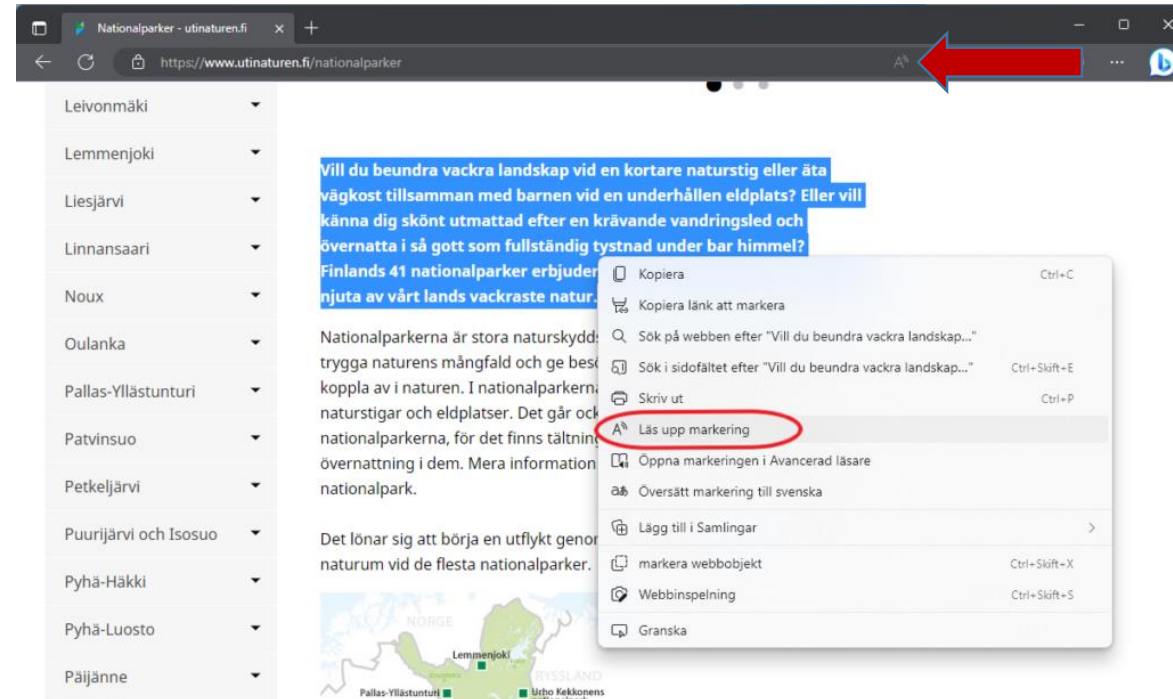 Nationalparker - utinaturen.fi
https://www.utinaturen.fi/nationalparker
Leivonmäki
Lemmenjoki
Liesjärvi
Linnansaari
Noux
Oulanka
Pallas-Yllästunturi
Patvinsuo
Petkeljärvi
Puurijärvi och Isosuo
Pyhä-Häkki
Pyhä-Luosto
Päijänne
Vill du beundra vackra landskap vid en kortare naturstig eller äta
vägkost tillsamman med barnen vid en underhållen eldplats? Eller vill
känna dig skönt utmattad efter en krävande vandringsled och
övernatta i så gott som fullständig tystnad under bar himmel?
Finlands 41 nationalparker erbjuder
njuta av vårt lands vackraste natur.
Nationalparkerna är stora naturskydds
trygga naturens mångfald och ge besö
koppla av i naturen. I nationalparkerna
naturstigar och eldplatser. Det går ock
nationalparkerna, för det finns tältning
övernattning i dem. Mera information
nationalpark.
Det lönar sig att börja en utflykt genom
naturum vid de flesta nationalparker.
Kopiera Ctrl+C
Kopiera länk att markera
Sök på webben efter "Vill du beundra vackra landskap..."
Sök i sidofältet efter "Vill du beundra vackra landskap..." Ctrl+Skift+E
Skriv ut Ctrl+P
Läs upp markering
Öppna markeringen i Avancerad läsare
Översätt markering till svenska
Lägg till i Samlingar
markera webbobjekt Ctrl+Skift+X
Webbinspelning Ctrl+Skift+S
Granska
NORGE
Lemmenjoki
RYSSLAND
Pallas-Yllästunturi
Urho Kekkonens
nationalpark